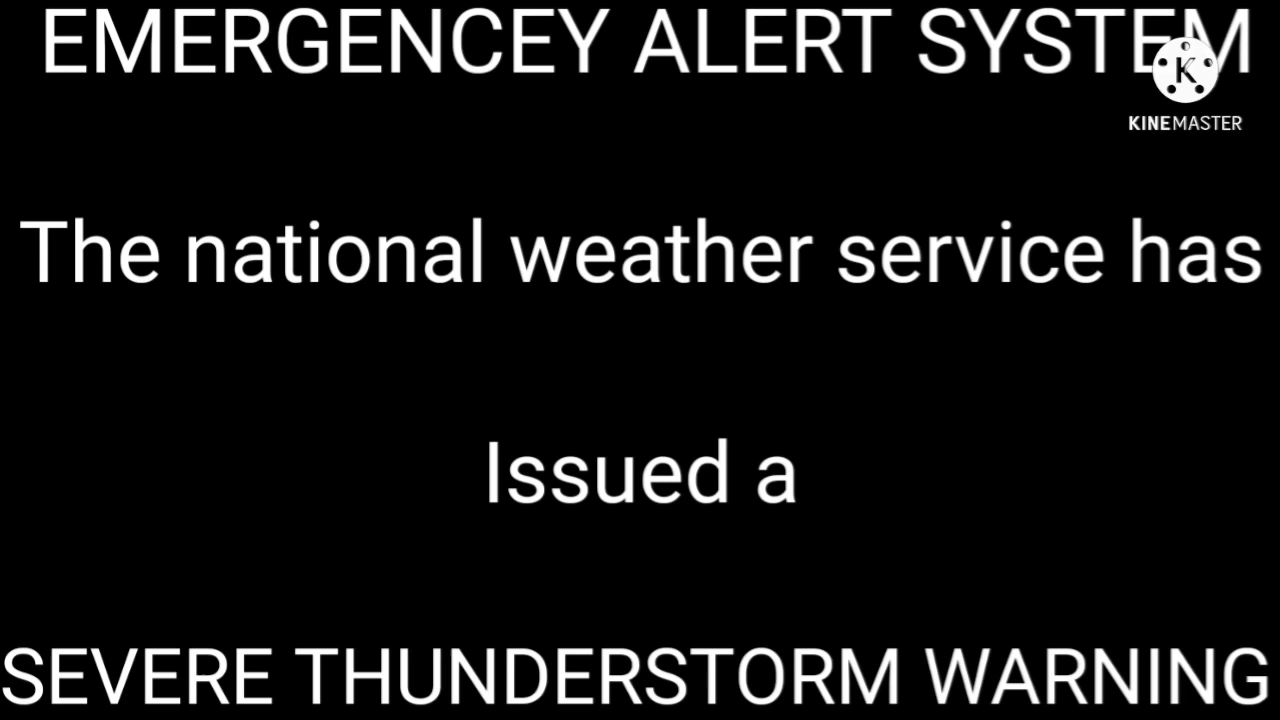 EMERGENCEY ALERT SYSTEM
K
KINEMASTER
The national weather service has
Issued a
SEVERE THUNDERSTORM WARNING